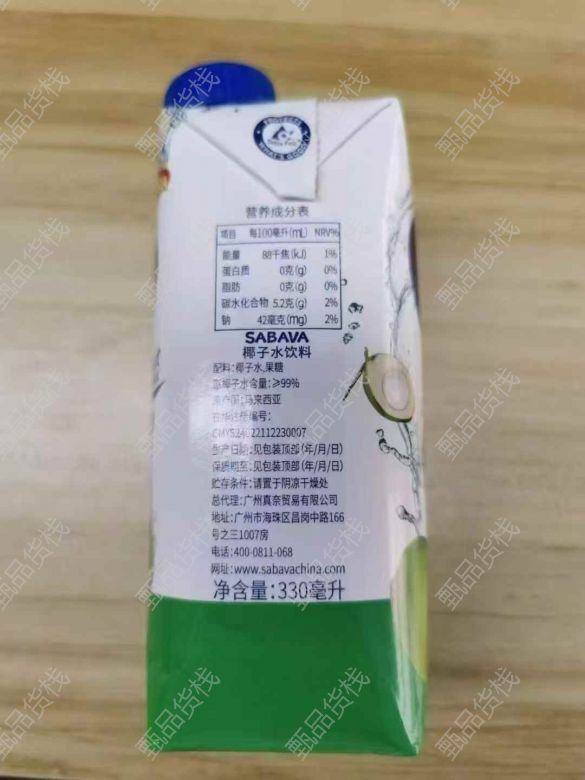 营养成分表
项目 每100毫升(mL) NRV%
能量 88千焦(kJ) 1%
蛋白质 0克(g) 0%
脂肪 0克(g) 0%
碳水化合物 5.2克(g) 2%
钠 42毫克(mg) 2%
SABAVA
椰子水饮料
配料:椰子水,果糖
椰子水含量:≥99%
原产国:马来西亚
编号:
生产日期:见包装顶部(年/月/日)
保质期至:见包装顶部(年/月/日)
贮存条件:请置于阴凉干燥处
总代理:广州真奈贸易有限公司
地址:广州市海珠区昌岗中路166
号之三1007房
电话:400-0811-068
网址:www.sabavachina.com
净含量:330毫升
甄品货栈